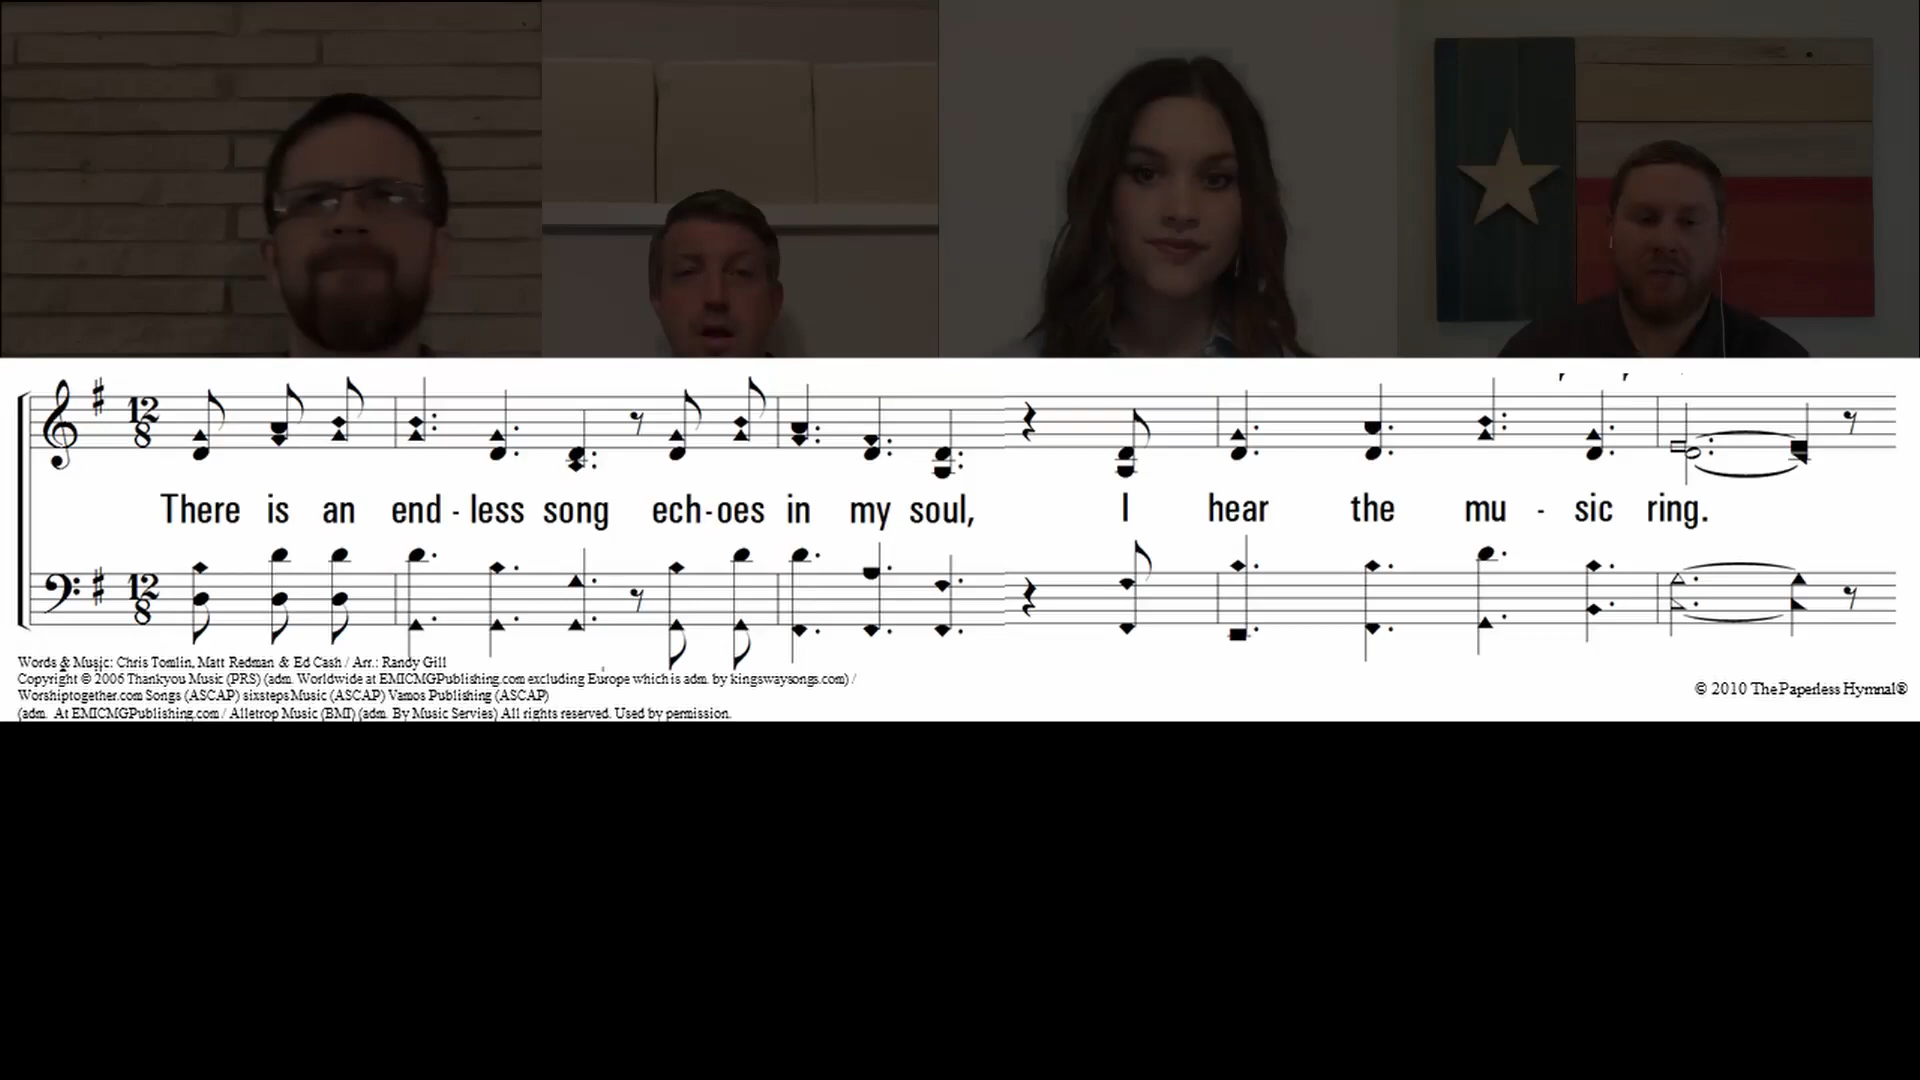 12
8
There is an end - less song ech-oes in my soul, I hear the mu - sic ring.
12
8
Words & Music: Chris Tomlin, Matt Redman & Ed Cash / Arr.: Randy Gill
Copyright © 2006 Thankyou Music (PRS) (adm. Worldwide at EMICMGPublishing.com excluding Europe which is adm. by kingswaysongs.com) /
Worshiptogether.com Songs (ASCAP) sixsteps Music (ASCAP) Vamos Publishing (ASCAP)
(adm. At EMICMGPublishing.com / Alletrop Music (BMI) (adm. By Music Servies) All rights reserved. Used by permission.
© 2010 The Paperless Hymnal®